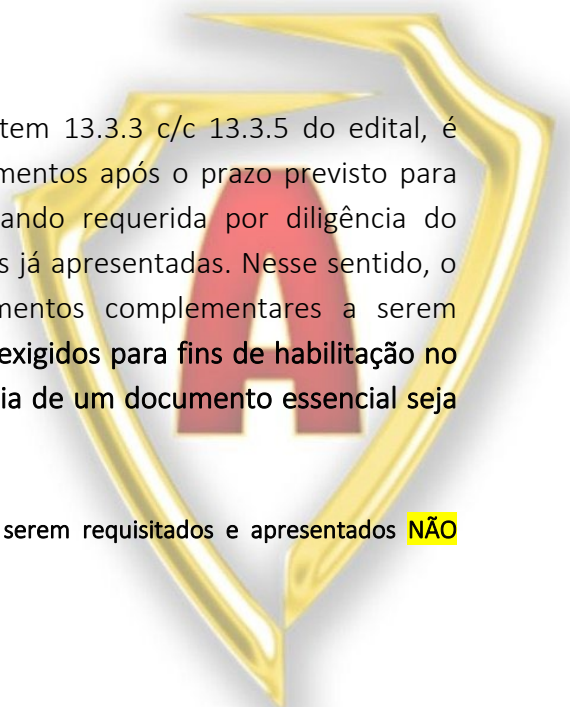 tem 13.3.3 c/c 13.3.5 do edital, é
mentos após o prazo previsto para
ando requerida por diligência do
s já apresentadas. Nesse sentido, o
mentos complementares a serem
exigidos para fins de habilitação no
ia de um documento essencial seja
serem requisitados e apresentados NÃO
A